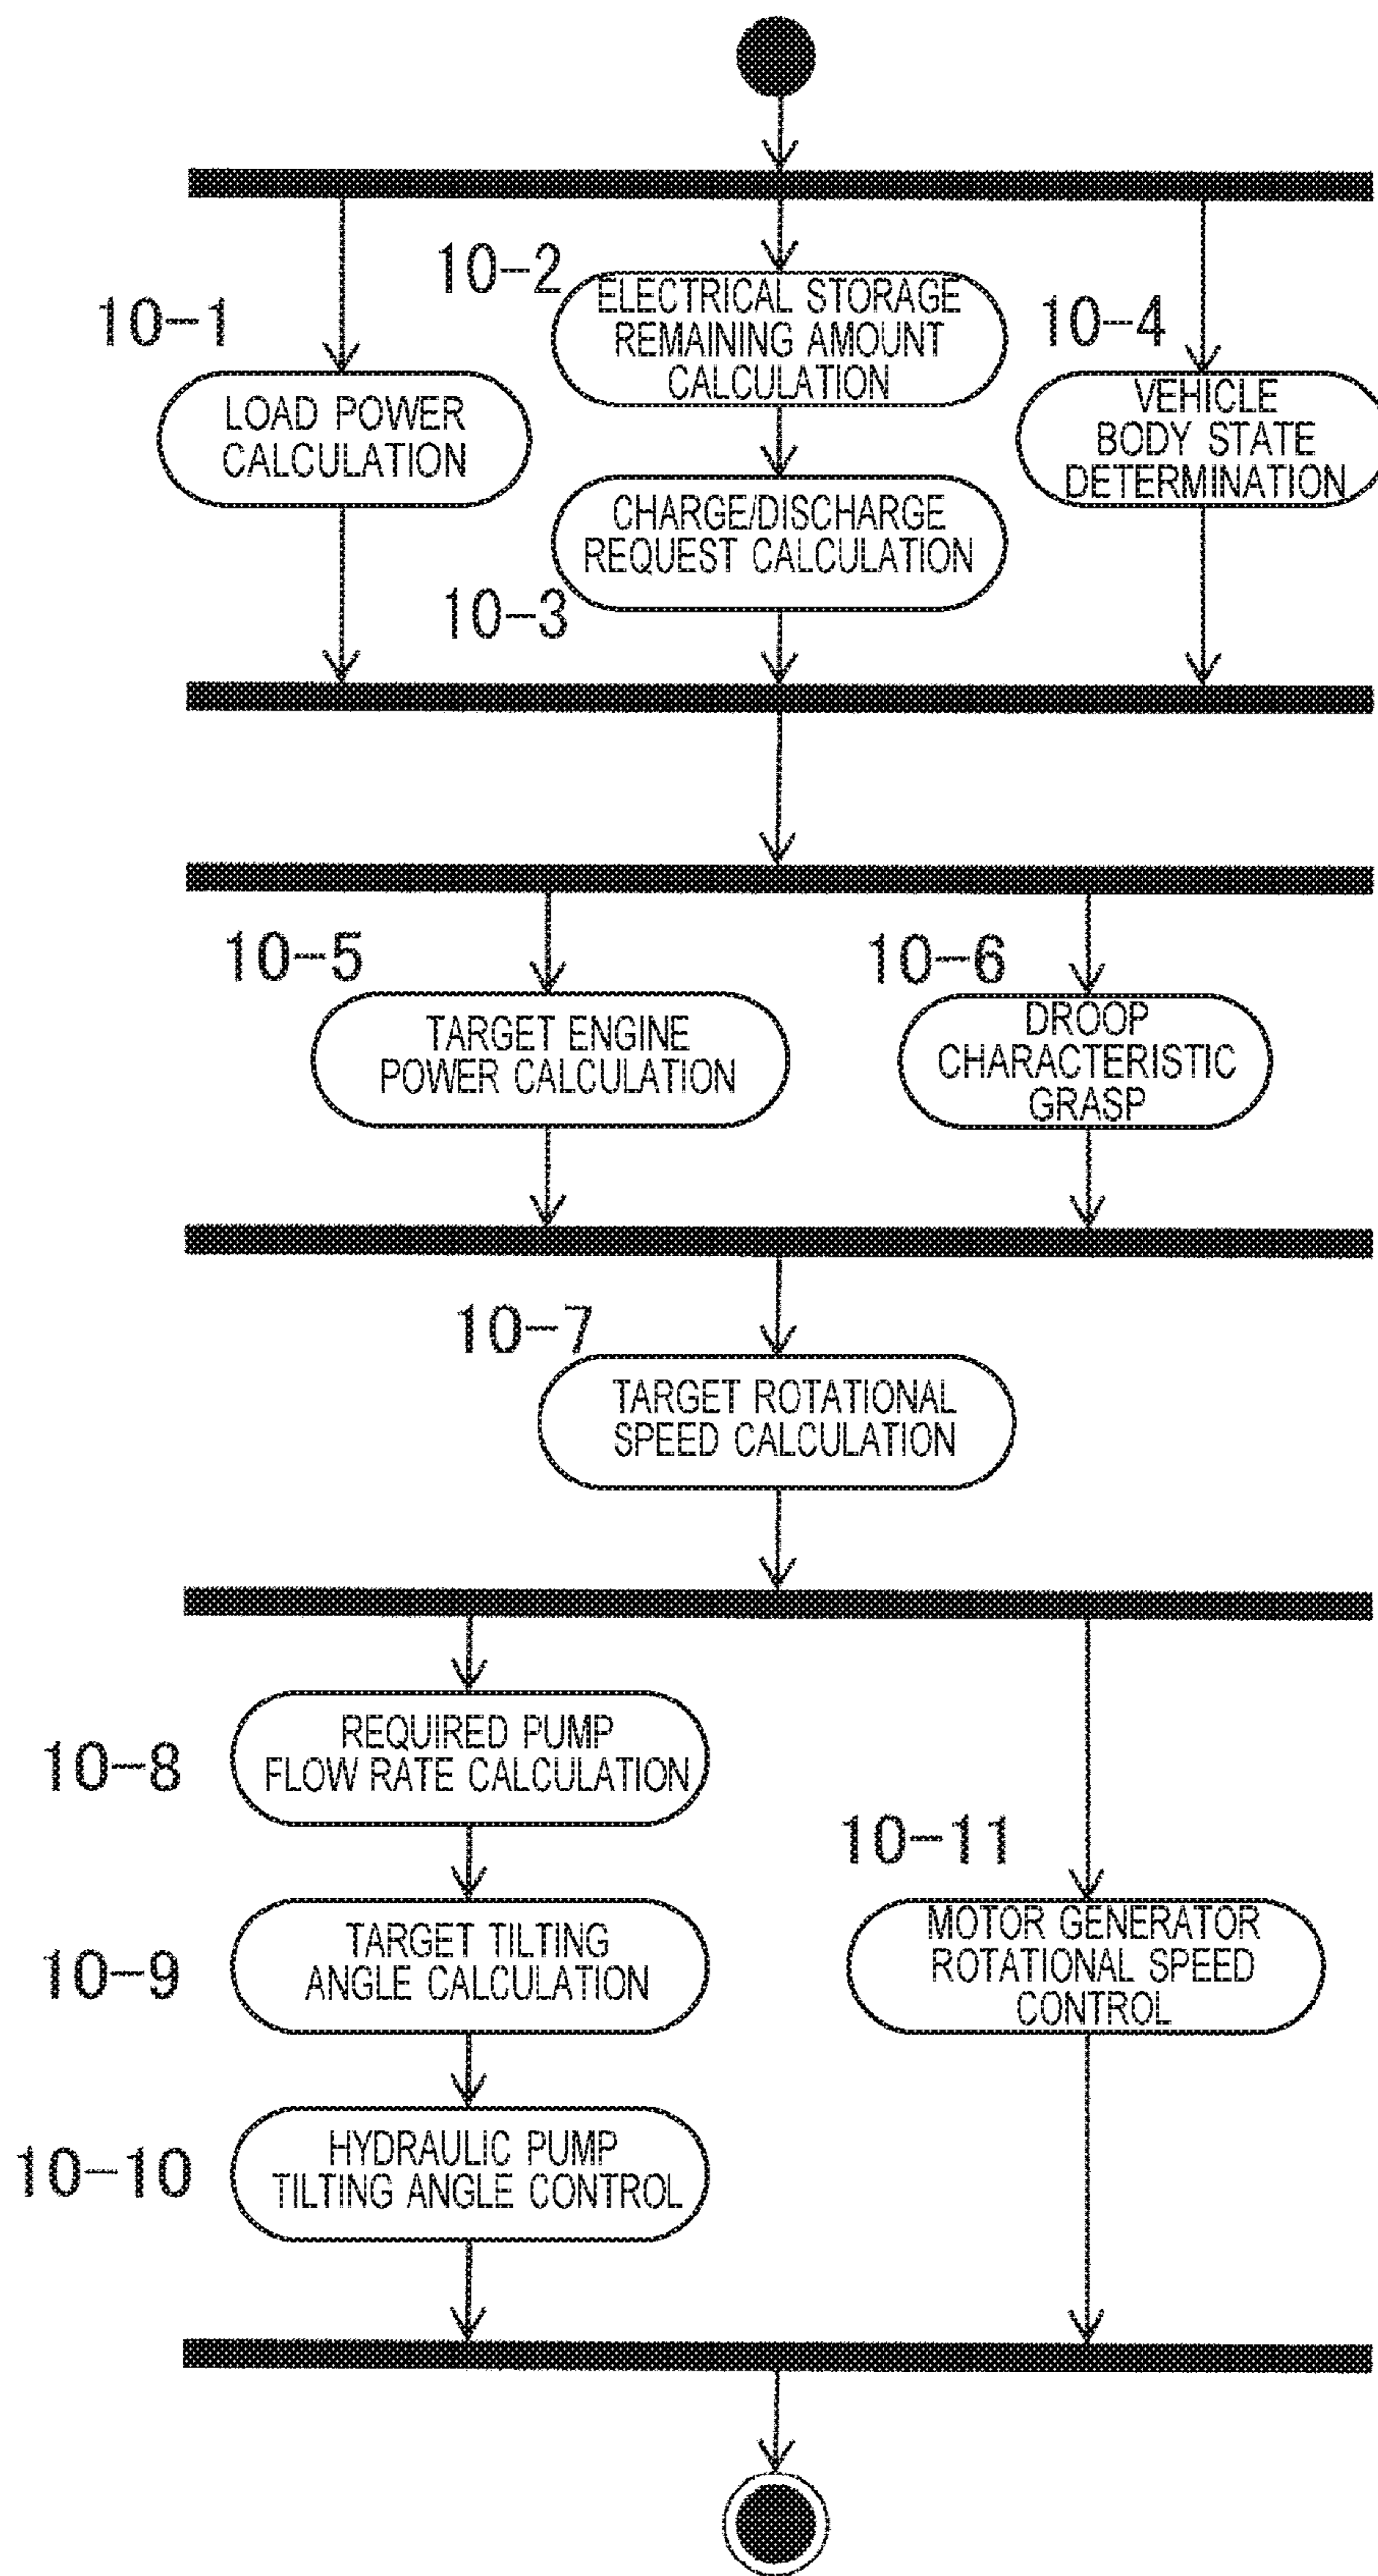 10-2
ELECTRICAL STORAGE
REMAINING AMOUNT
CALCULATION
10-1
LOAD POWER
CALCULATION
10-4
VEHICLE
BODY STATE
DETERMINATION
CHARGE/DISCHARGE
REQUEST CALCULATION
10-3
10-5
TARGET ENGINE
POWER CALCULATION
10-6
DROOP
CHARACTERISTIC
GRASP
10-7
TARGET ROTATIONAL
SPEED CALCULATION
10-8
REQUIRED PUMP
FLOW RATE CALCULATION
10-9
TARGET TILTING
ANGLE CALCULATION
10-11
MOTOR GENERATOR
ROTATIONAL SPEED
CONTROL
10-10
HYDRAULIC PUMP
TILTING ANGLE CONTROL